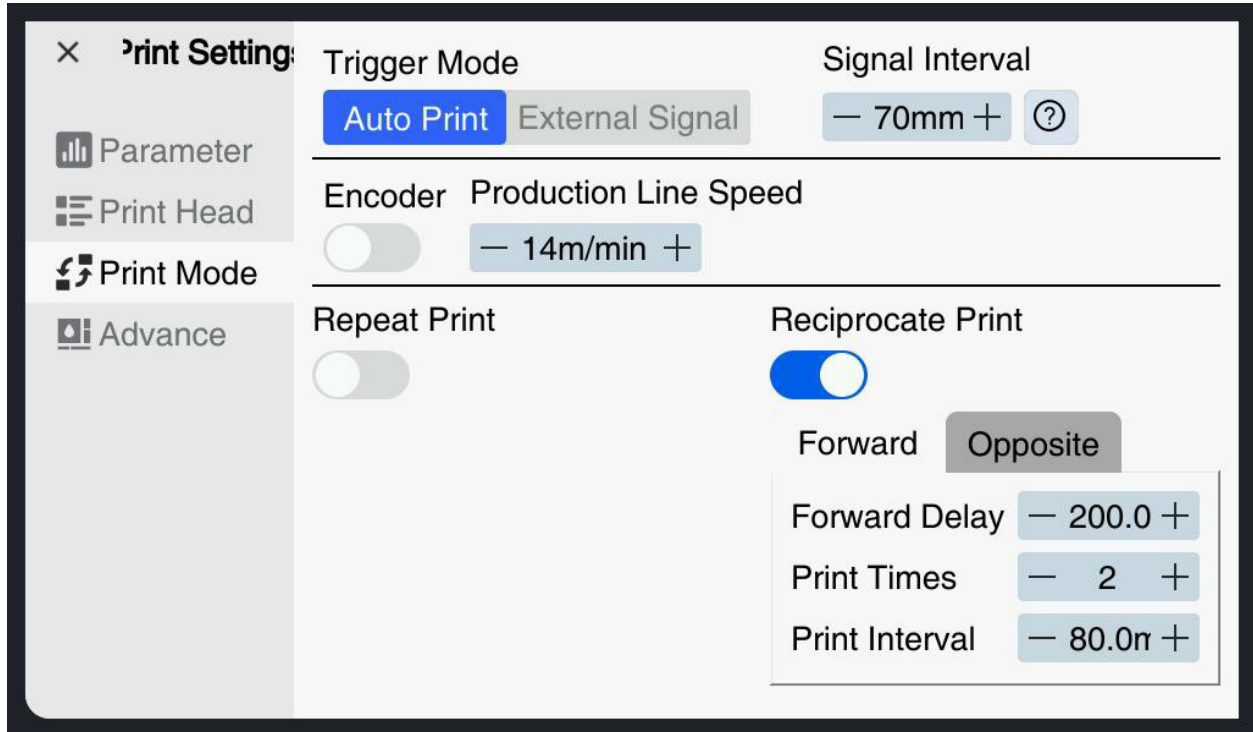 Print Settings
Parameter
Print Head
Print Mode
Advance
Trigger Mode
Auto Print External Signal
Signal Interval
— 70mm + ?
Encoder
Production Line Speed
— 14m/min +
Repeat Print
Reciprocate Print
Forward Opposite
Forward Delay — 200.0 +
Print Times — 2 +
Print Interval — 80.0m +